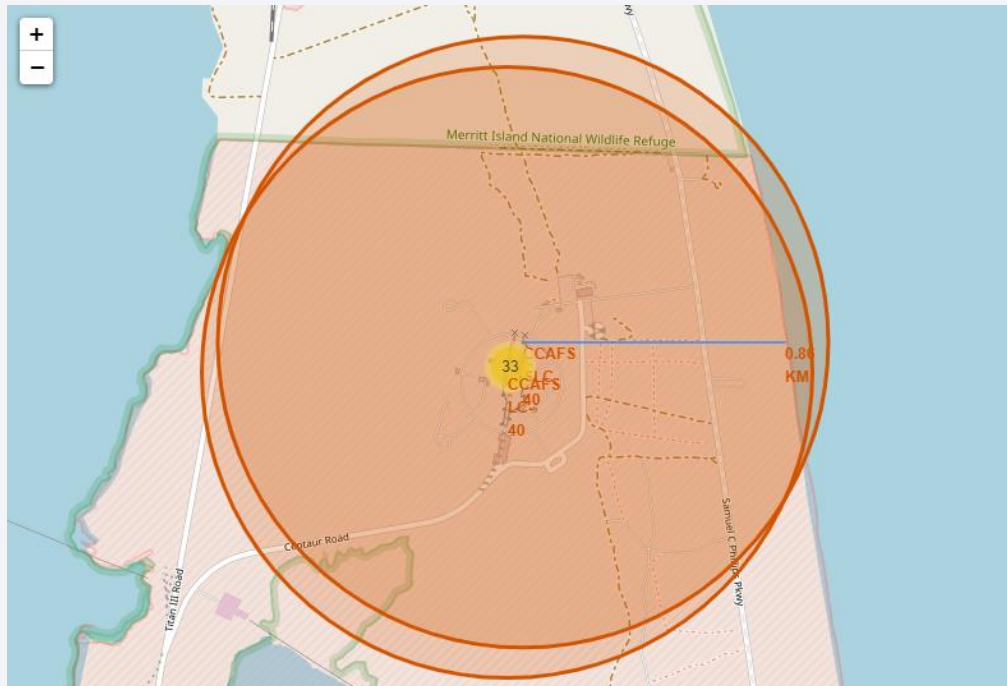 +
−
Merritt Island National Wildlife Refuge
33
CCAFS
LC-
40
CCAFS
LC-
40
0.86
KM
Centaur Road
Titan III Road
Samuel C Phillips Pkwy